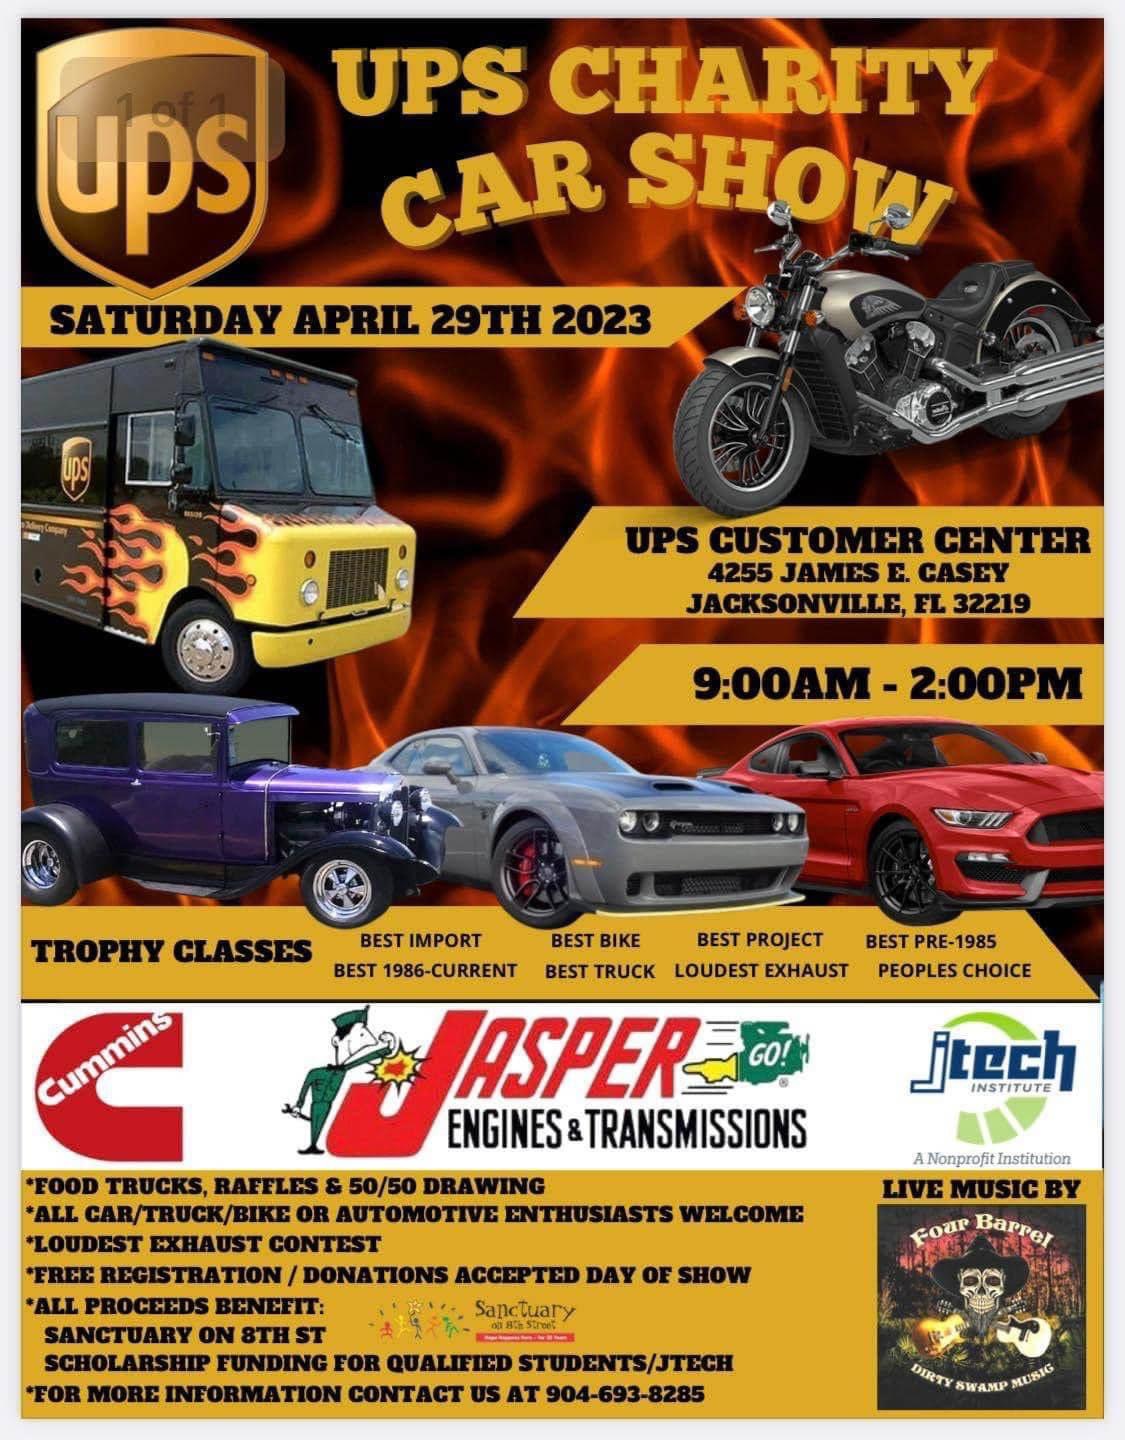 1 of 1
ups
UPS CHARITY
CAR SHOW
SATURDAY APRIL 29TH 2023
ups
UPS CUSTOMER CENTER
4255 JAMES E. CASEY
JACKSONVILLE, FL 32219
9:00AM - 2:00PM
TROPHY CLASSES
BEST IMPORT BEST BIKE BEST PROJECT BEST PRE-1985
BEST 1986-CURRENT BEST TRUCK LOUDEST EXHAUST PEOPLES CHOICE
Cummins
JASPER GO!®
ENGINES & TRANSMISSIONS
jtech
INSTITUTE
A Nonprofit Institution
*FOOD TRUCKS, RAFFLES & 50/50 DRAWING
*ALL CAR/TRUCK/BIKE OR AUTOMOTIVE ENTHUSIASTS WELCOME
*LOUDEST EXHAUST CONTEST
*FREE REGISTRATION / DONATIONS ACCEPTED DAY OF SHOW
*ALL PROCEEDS BENEFIT:
SANCTUARY ON 8TH ST
Sanctuary
on 8th Street
SCHOLARSHIP FUNDING FOR QUALIFIED STUDENTS/JTECH
*FOR MORE INFORMATION CONTACT US AT 904-693-8285
LIVE MUSIC BY
Four Barrel
DIRTY SWAMP MUSIC